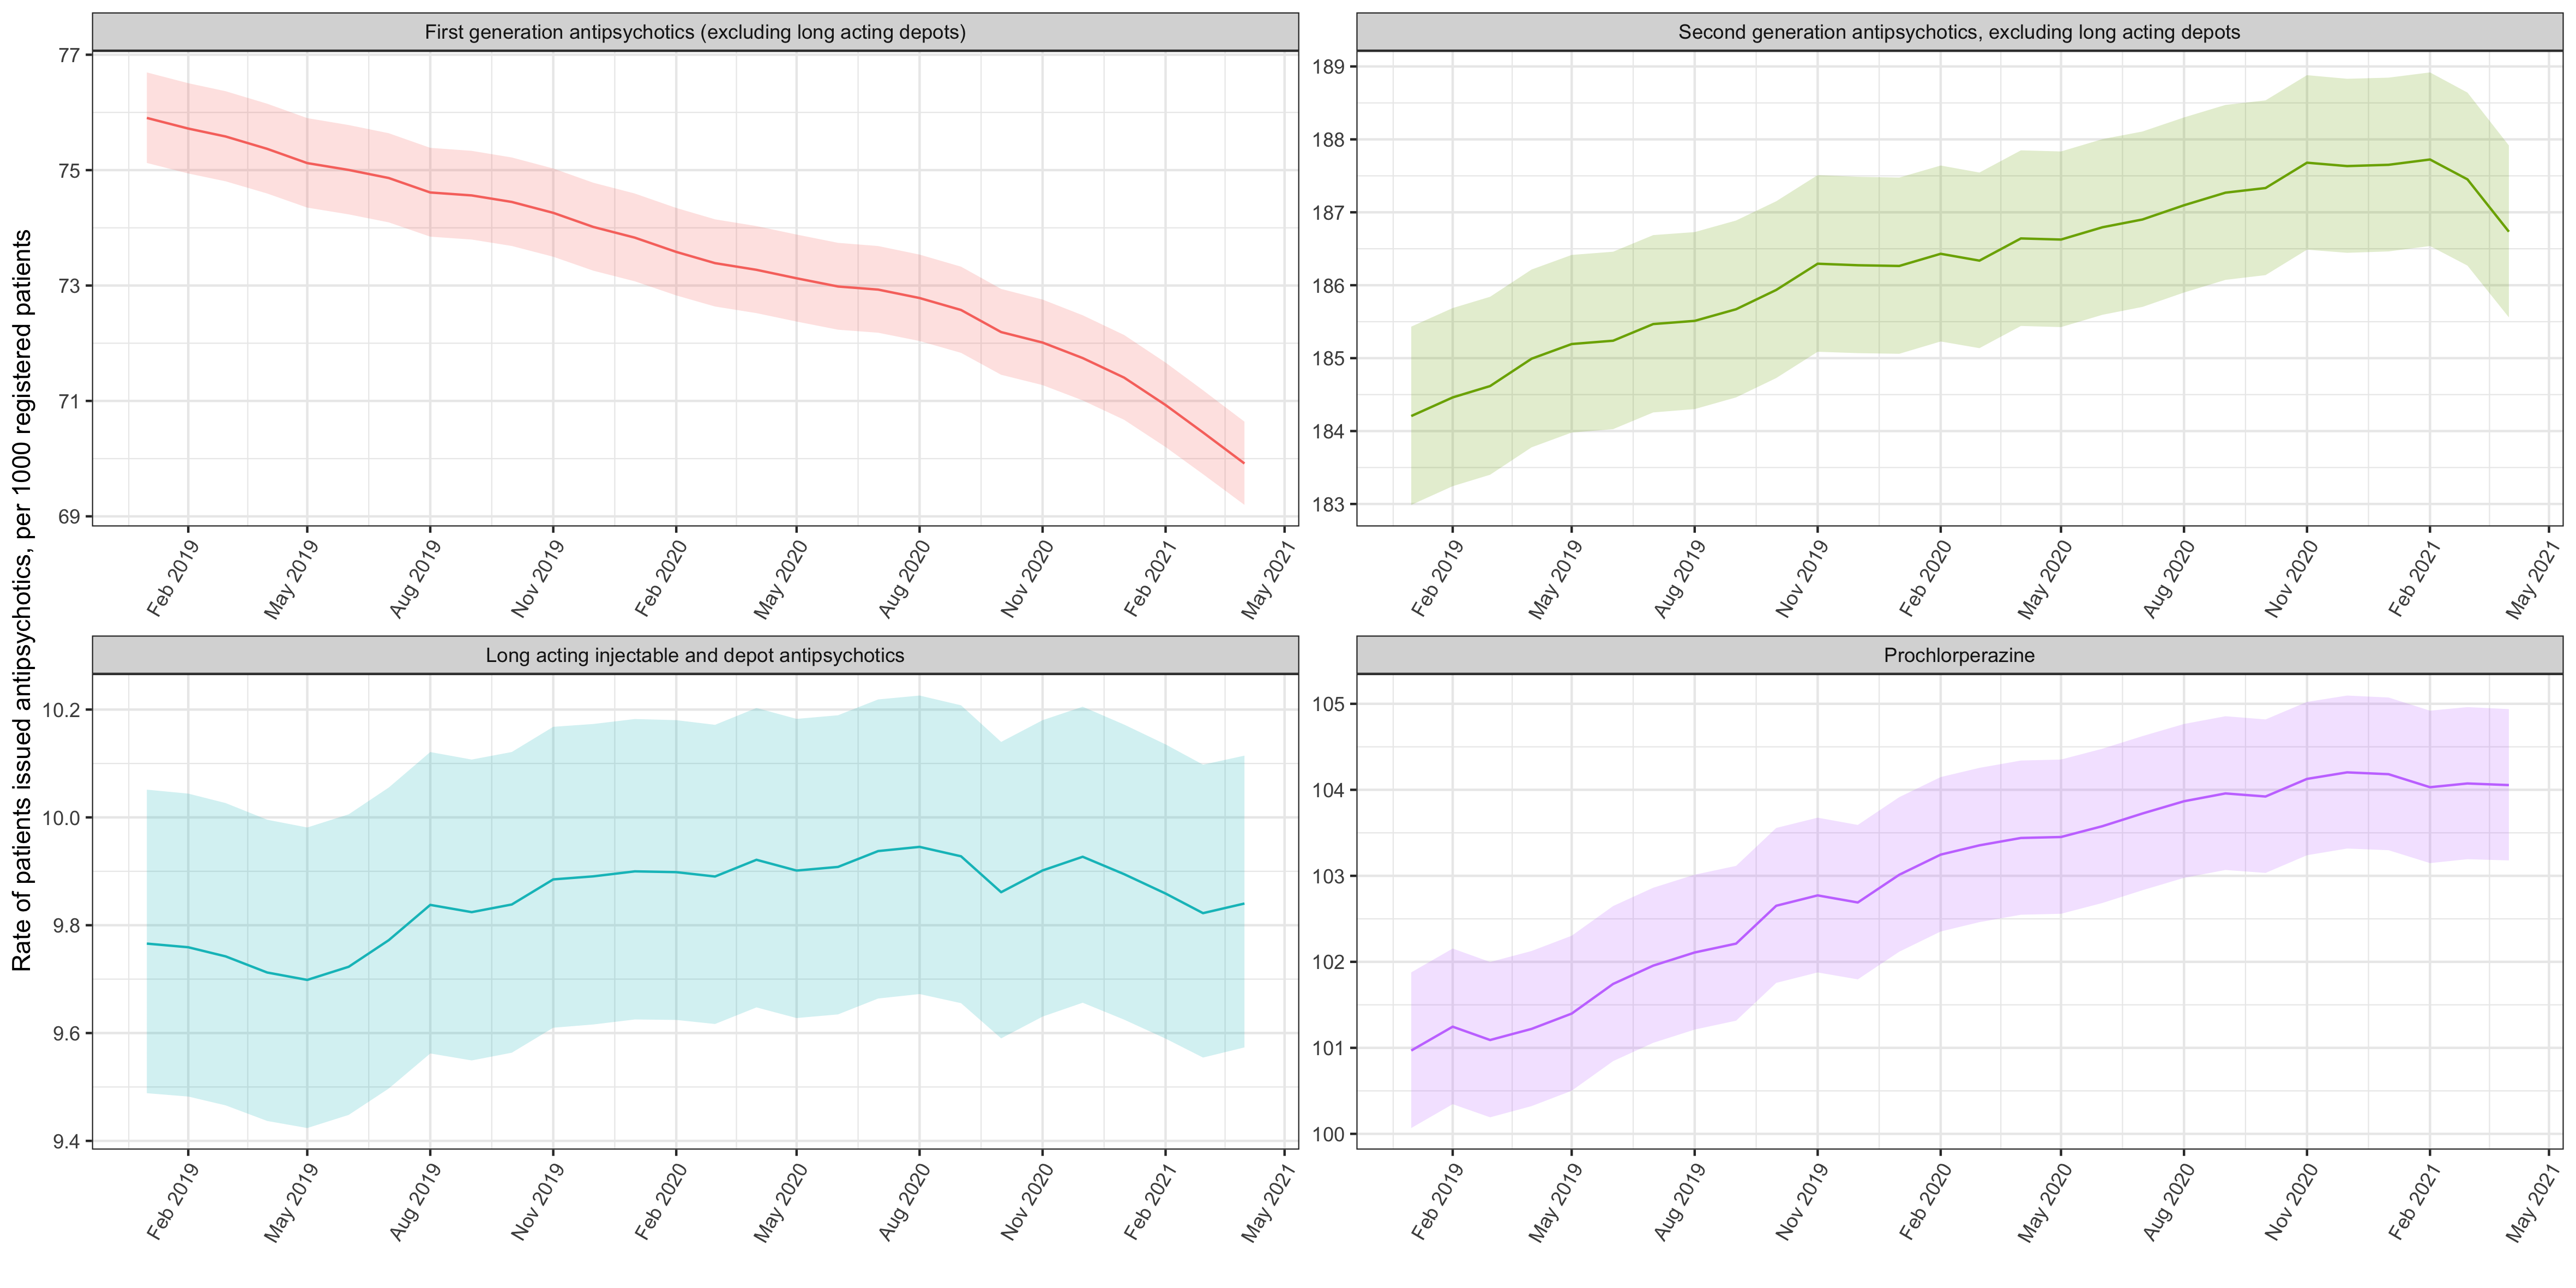 Rate of patients issued antipsychotics, per 1000 registered patients
First generation antipsychotics (excluding long acting depots)
77
75
73
71
69
Feb 2019
May 2019
Aug 2019
Nov 2019
Feb 2020
May 2020
Aug 2020
Nov 2020
Feb 2021
May 2021
Second generation antipsychotics, excluding long acting depots
189
188
187
186
185
184
183
Feb 2019
May 2019
Aug 2019
Nov 2019
Feb 2020
May 2020
Aug 2020
Nov 2020
Feb 2021
May 2021
Long acting injectable and depot antipsychotics
10.2
10.0
9.8
9.6
9.4
Feb 2019
May 2019
Aug 2019
Nov 2019
Feb 2020
May 2020
Aug 2020
Nov 2020
Feb 2021
May 2021
Prochlorperazine
105
104
103
102
101
100
Feb 2019
May 2019
Aug 2019
Nov 2019
Feb 2020
May 2020
Aug 2020
Nov 2020
Feb 2021
May 2021